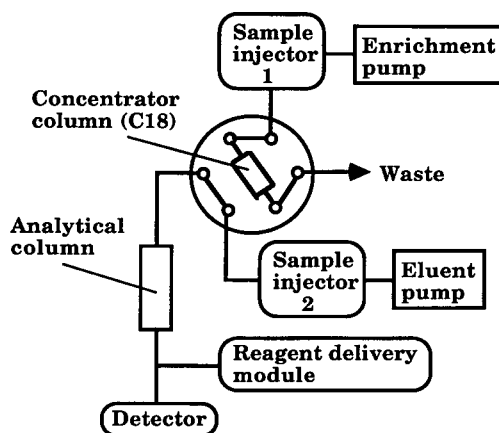 Sample
injector
1
Enrichment
pump
Concentrator
column (C18)
Waste
Analytical
column
Sample
injector
2
Eluent
pump
Reagent delivery
module
Detector